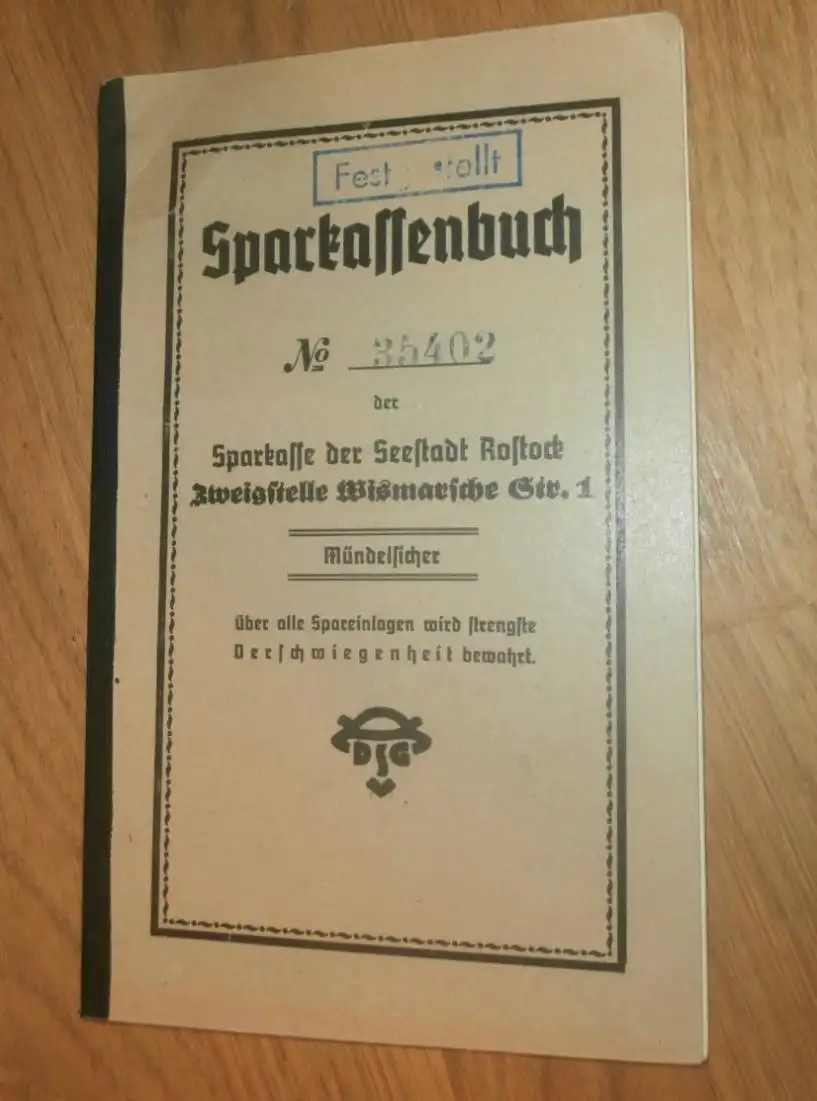 Sparkassenbuch
No 35402
der
Sparkasse der Seestadt Rostock
Zweigstelle Wismarsche Str. 1
Mündelsicher
Über alle Spareinlagen wird strengste
Verschwiegenheit bewahrt.
DSG